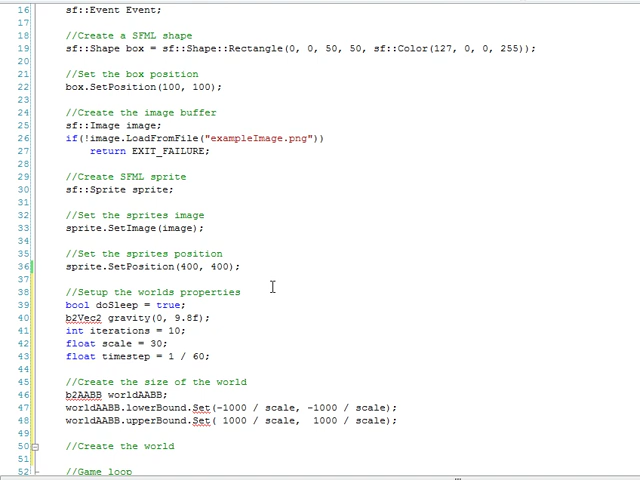 16 sf::Event Event;
17
18 //Create a SFML shape
19 sf::Shape box = sf::Shape::Rectangle(0, 0, 50, 50, sf::Color(127, 0, 0, 255));
20
21 //Set the box position
22 box.SetPosition(100, 100);
23
24 //Create the image buffer
25 sf::Image image;
26 if(!image.LoadFromFile("exampleImage.png"))
27 return EXIT_FAILURE;
28
29 //Create SFML sprite
30 sf::Sprite sprite;
31
32 //Set the sprites image
33 sprite.SetImage(image);
34
35 //Set the sprites position
36 sprite.SetPosition(400, 400);
37
38 //Setup the worlds properties
39 bool doSleep = true;
40 b2Vec2 gravity(0, 9.8f);
41 int iterations = 10;
42 float scale = 30;
43 float timestep = 1 / 60;
44
45 //Create the size of the world
46 b2AABB worldAABB;
47 worldAABB.lowerBound.Set(-1000 / scale, -1000 / scale);
48 worldAABB.upperBound.Set( 1000 / scale,  1000 / scale);
49
50 //Create the world
51
52 //Game loop